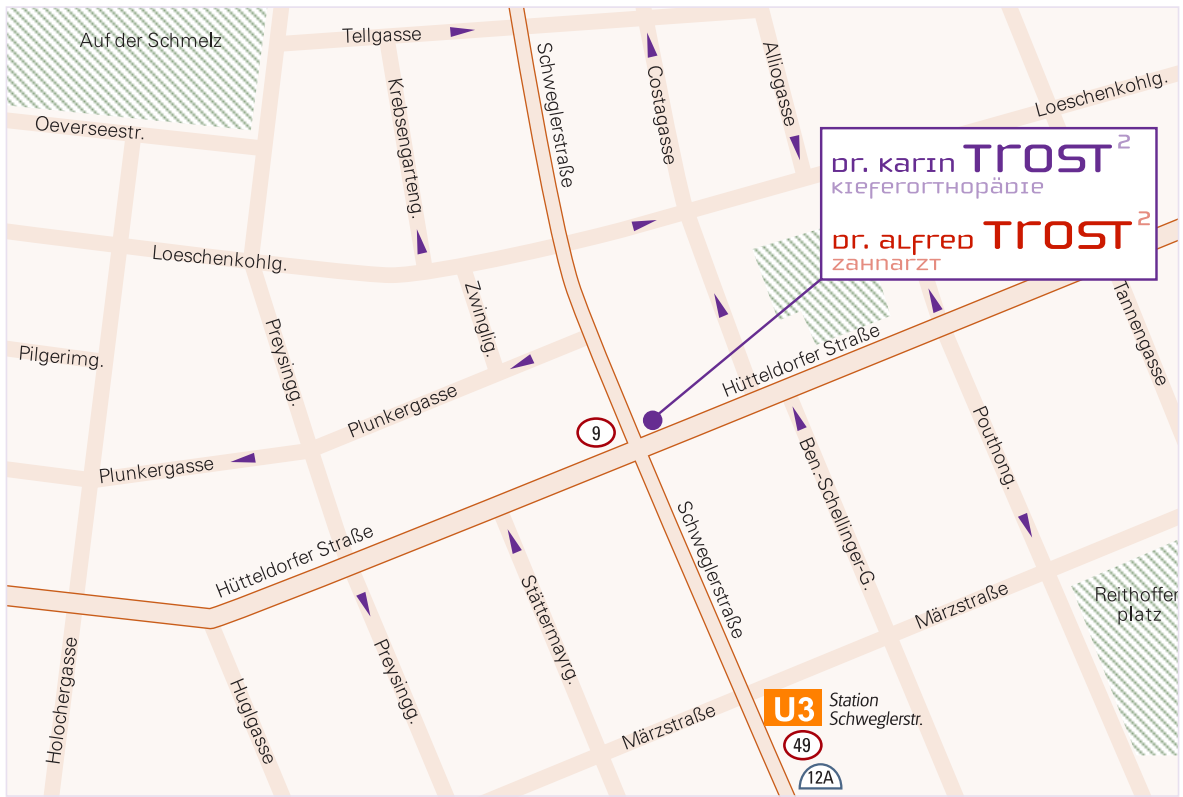 Auf der Schmelz
Tellgasse
Schweglerstraße
Alliogasse
Costagasse
Krebsengarteng.
Loeschenkohlg.
Oeverseestr.
DR. KARIN TROST²
KIEFERORTHOPÄDIE
DR. ALFRED TROST²
ZAHNARZT
Loeschenkohlg.
Zwinglig.
Preysingg.
Pilgerimg.
Tannengasse
Hütteldorfer Straße
Plunkergasse
9
Plunkergasse
Pouthong.
Ben.-Schellinger-G.
Hütteldorfer Straße
Schweglerstraße
Stättermayrg.
Märzstraße
Reithoffer
platz
Holochergasse
Huglgasse
Preysingg.
Märzstraße
U3
Station
Schweglerstr.
49
12A